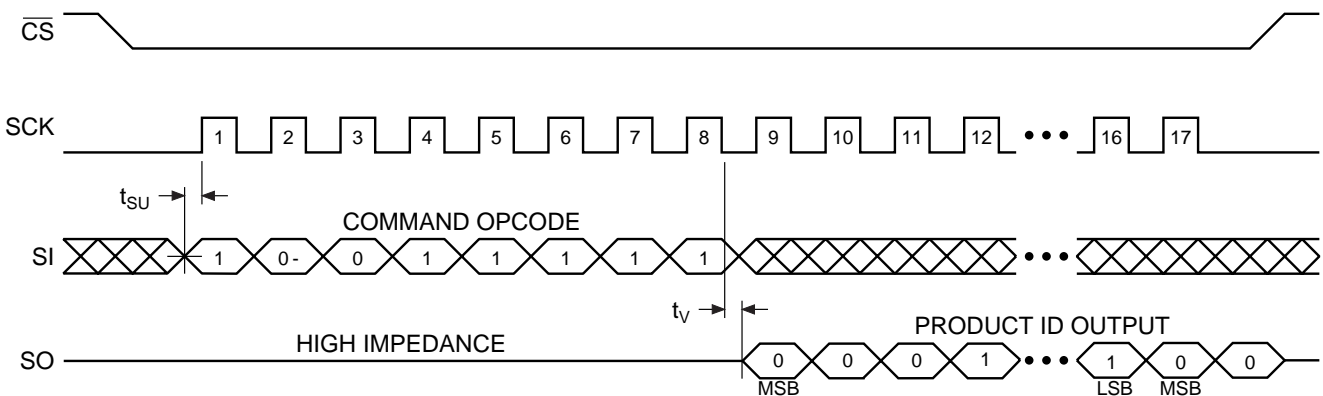 CS
SCK
1 2 3 4 5 6 7 8 9 10 11 12 ••• 16 17
tSU
COMMAND OPCODE
SI
1 0- 0 1 1 1 1 1 •••
tV
HIGH IMPEDANCE
PRODUCT ID OUTPUT
SO
0 0 0 1 ••• 1 0 0
MSB LSB MSB